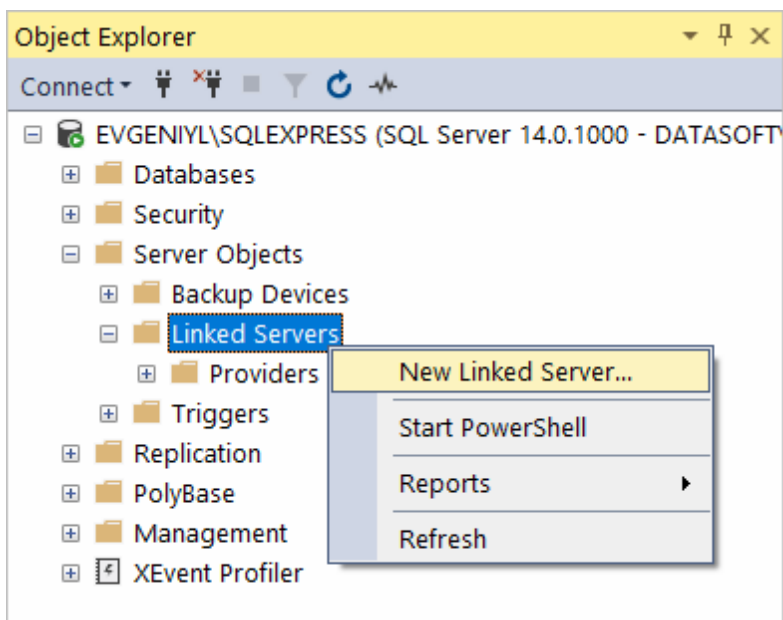 Object Explorer
Connect
EVGENIYL\SQLEXPRESS (SQL Server 14.0.1000 - DATASOFT\
Databases
Security
Server Objects
Backup Devices
Linked Servers
Providers
New Linked Server...
Triggers
Start PowerShell
Replication
Reports
PolyBase
Management
Refresh
XEvent Profiler